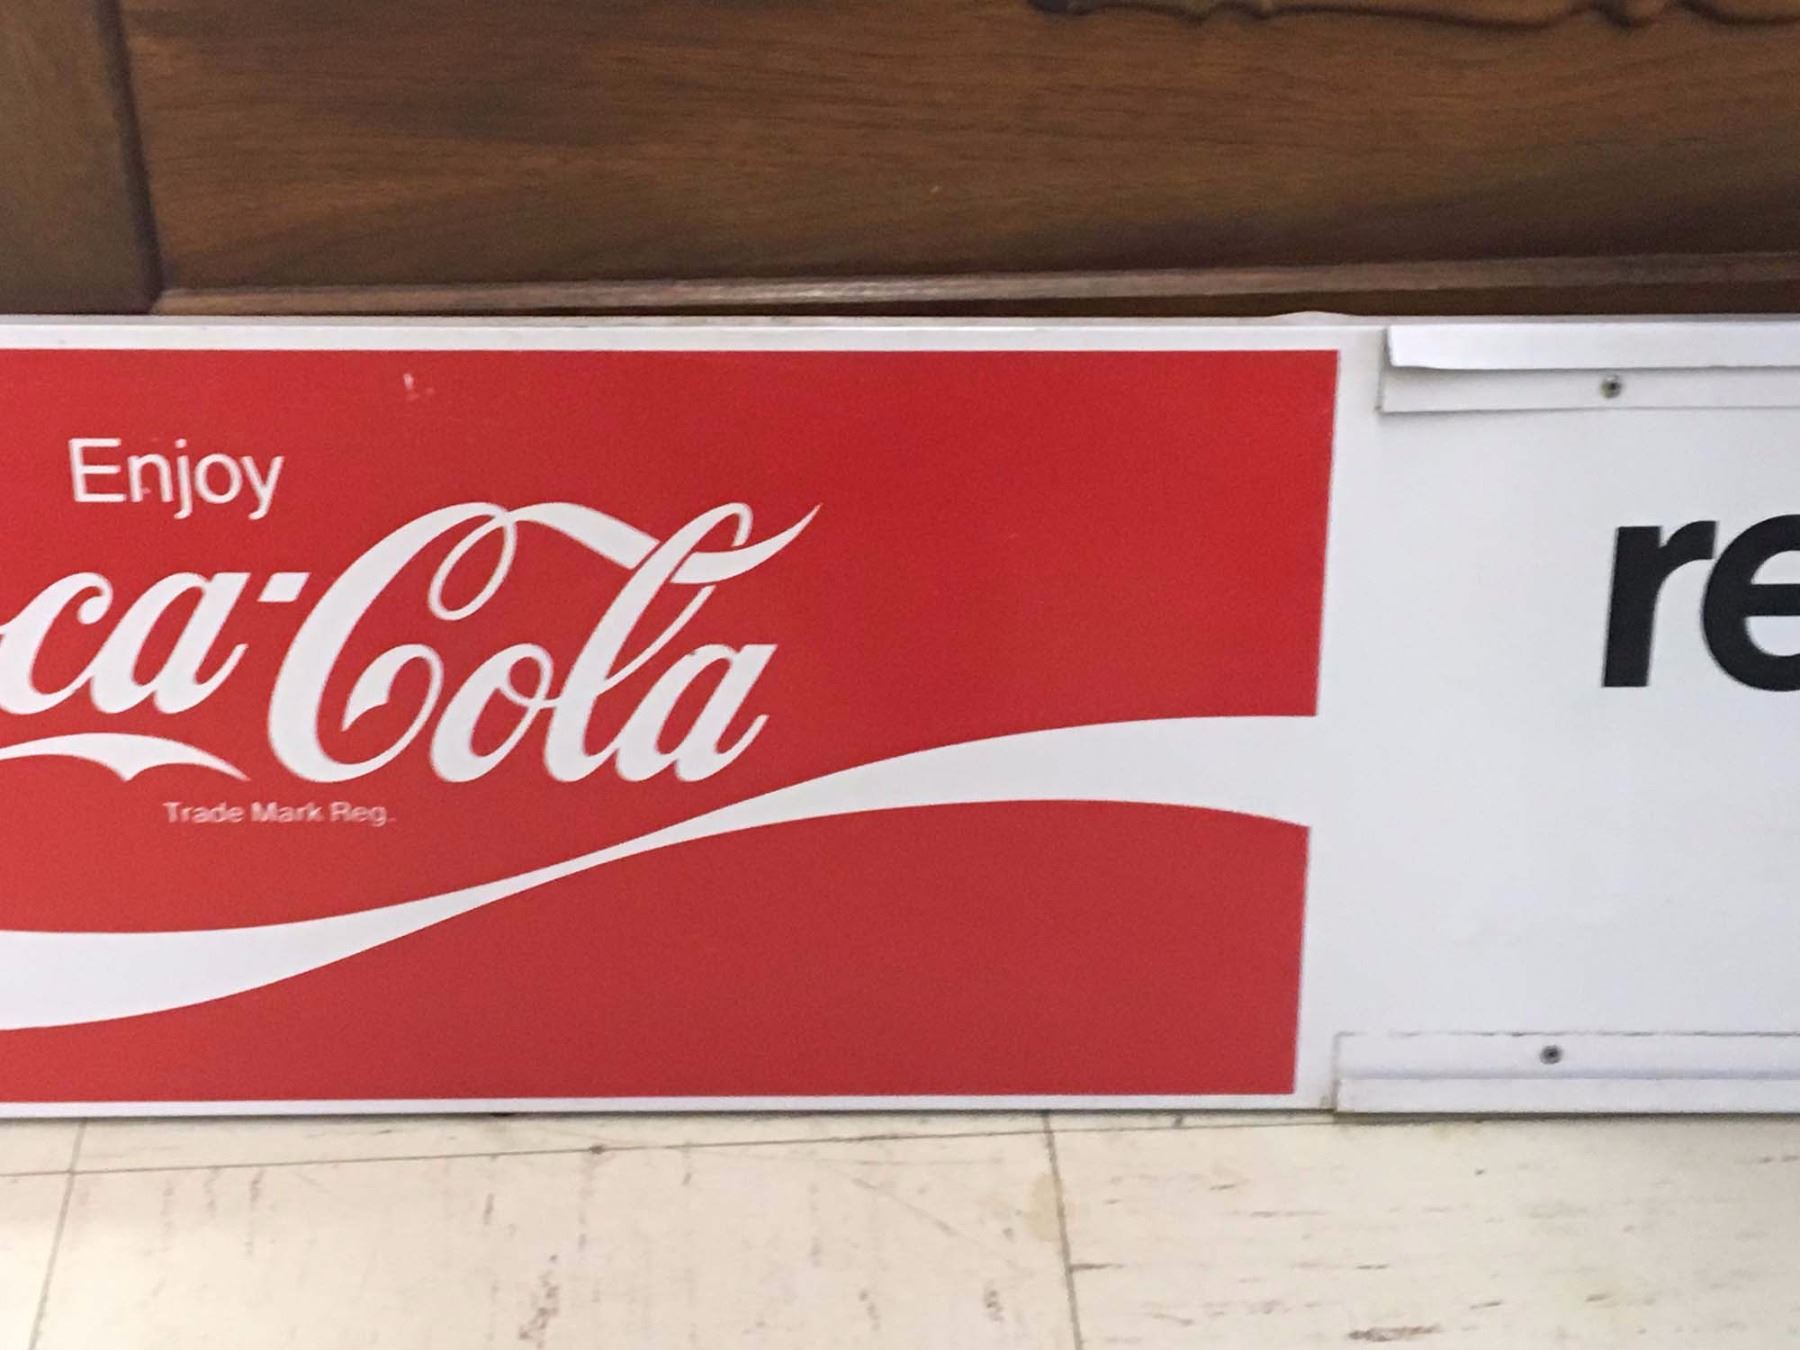 Enjoy
ca-Cola
Trade Mark Reg.
re